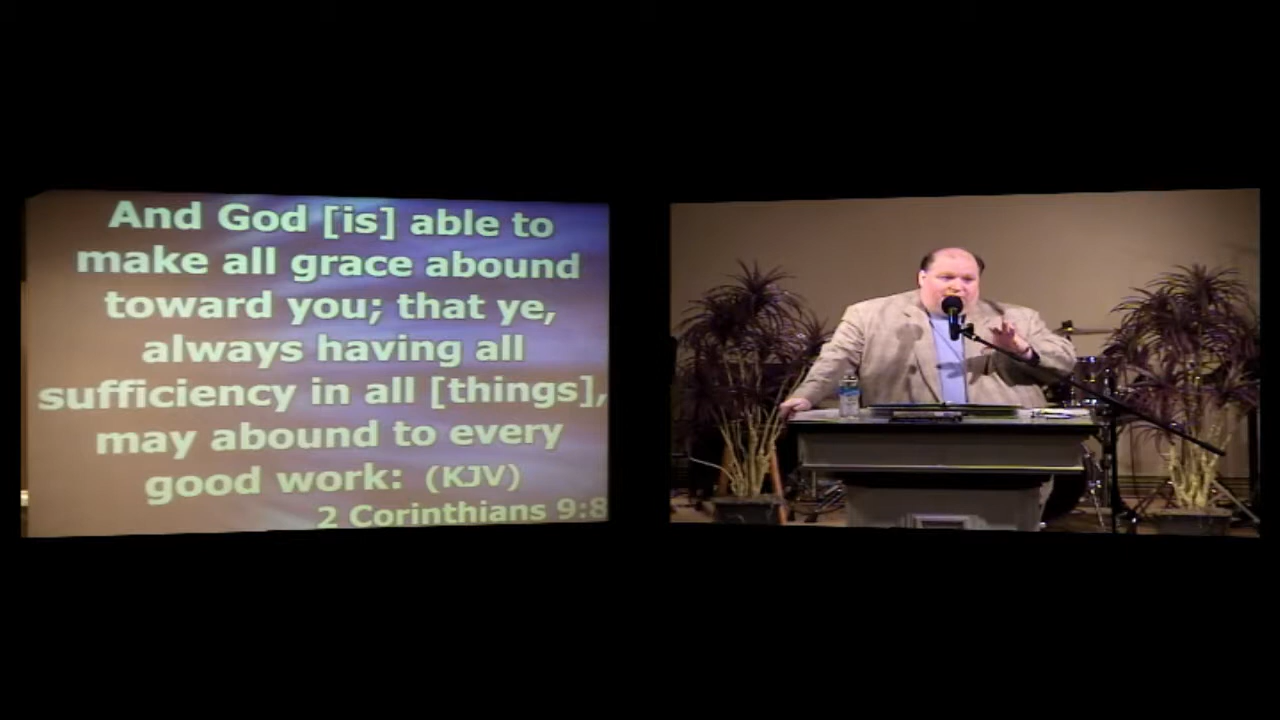 And God [is] able to
make all grace abound
toward you; that ye,
always having all
sufficiency in all [things],
may abound to every
good work: (KJV)
2 Corinthians 9:8